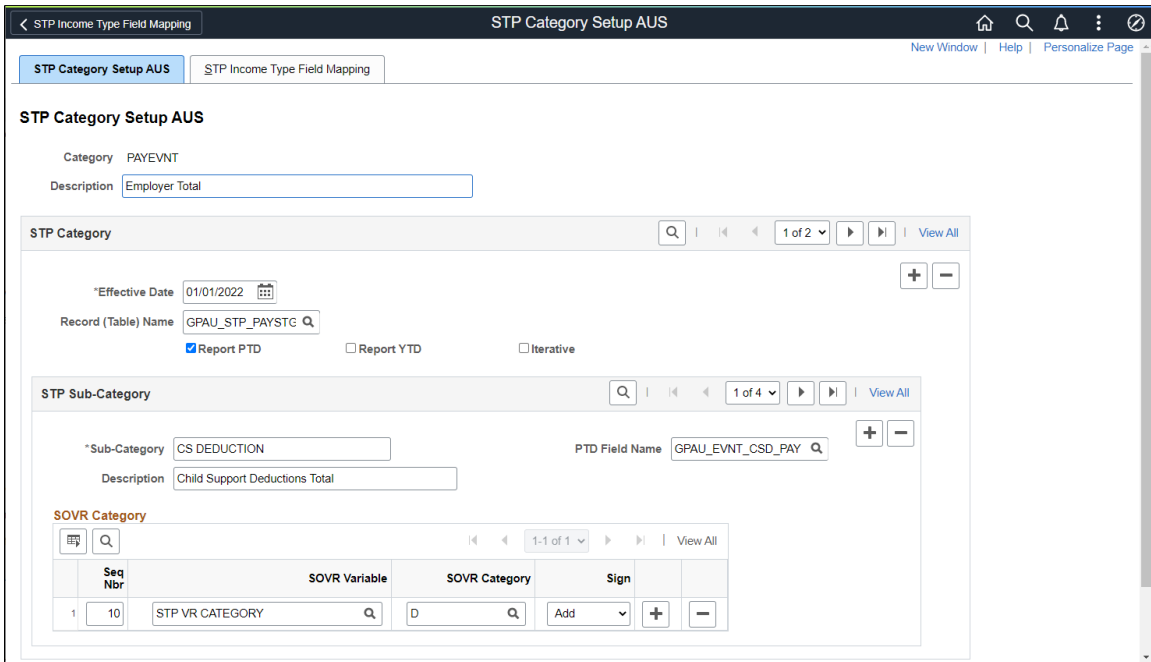 STP Income Type Field Mapping
STP Category Setup AUS
New Window | Help | Personalize Page
STP Category Setup AUS
STP Income Type Field Mapping
STP Category Setup AUS
Category PAYEVNT
Description Employer Total
STP Category
1 of 2
| View All
*Effective Date 01/01/2022
Record (Table) Name GPAU_STP_PAYSTG
Report PTD
Report YTD
Iterative
STP Sub-Category
1 of 4
| View All
*Sub-Category CS DEDUCTION
PTD Field Name GPAU_EVNT_CSD_PAY
Description Child Support Deductions Total
SOVR Category
1-1 of 1
| View All
Seq Nbr
SOVR Variable
SOVR Category
Sign
1 10 STP VR CATEGORY D Add